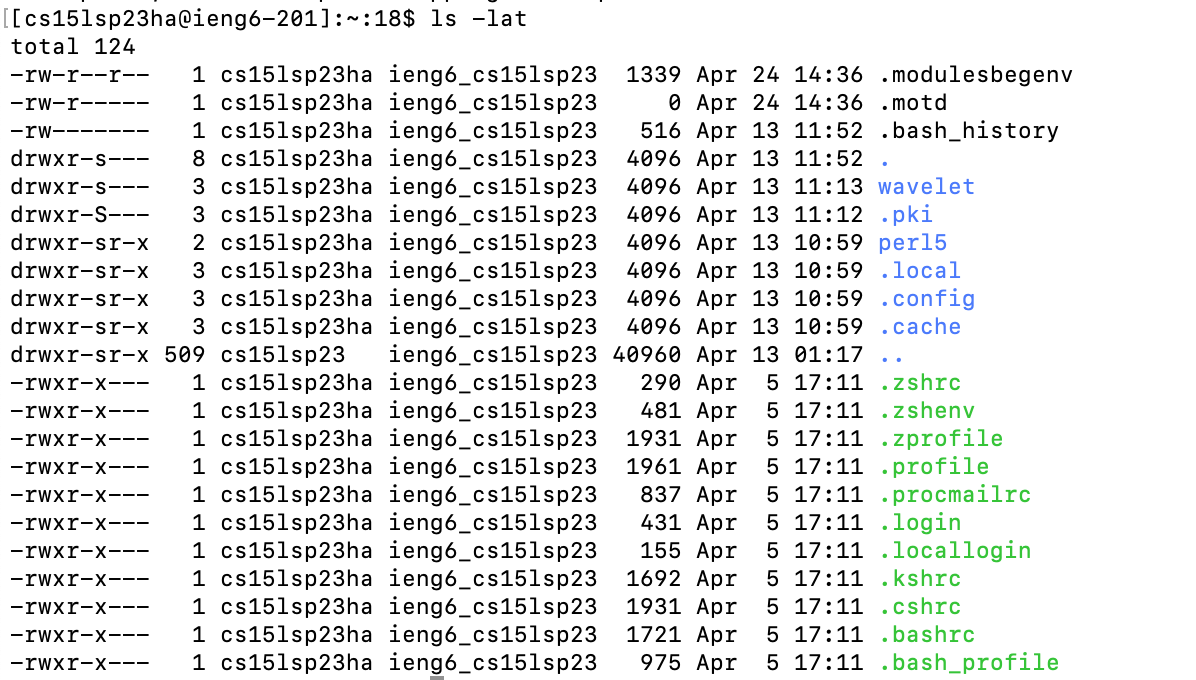 [[cs15lsp23ha@ieng6-201]:~:18$ ls -lat
total 124
-rw-r--r--   1 cs15lsp23ha ieng6_cs15lsp23  1339 Apr 24 14:36 .modulesbegenv
-rw-r-----   1 cs15lsp23ha ieng6_cs15lsp23     0 Apr 24 14:36 .motd
-rw-------   1 cs15lsp23ha ieng6_cs15lsp23   516 Apr 13 11:52 .bash_history
drwxr-s---   8 cs15lsp23ha ieng6_cs15lsp23  4096 Apr 13 11:52 .
drwxr-s---   3 cs15lsp23ha ieng6_cs15lsp23  4096 Apr 13 11:13 wavelet
drwxr-S---   3 cs15lsp23ha ieng6_cs15lsp23  4096 Apr 13 11:12 .pki
drwxr-sr-x   2 cs15lsp23ha ieng6_cs15lsp23  4096 Apr 13 10:59 perl5
drwxr-sr-x   3 cs15lsp23ha ieng6_cs15lsp23  4096 Apr 13 10:59 .local
drwxr-sr-x   3 cs15lsp23ha ieng6_cs15lsp23  4096 Apr 13 10:59 .config
drwxr-sr-x   3 cs15lsp23ha ieng6_cs15lsp23  4096 Apr 13 10:59 .cache
drwxr-sr-x 509 cs15lsp23   ieng6_cs15lsp23 40960 Apr 13 01:17 ..
-rwxr-x---   1 cs15lsp23ha ieng6_cs15lsp23   290 Apr  5 17:11 .zshrc
-rwxr-x---   1 cs15lsp23ha ieng6_cs15lsp23   481 Apr  5 17:11 .zshenv
-rwxr-x---   1 cs15lsp23ha ieng6_cs15lsp23  1931 Apr  5 17:11 .zprofile
-rwxr-x---   1 cs15lsp23ha ieng6_cs15lsp23  1961 Apr  5 17:11 .profile
-rwxr-x---   1 cs15lsp23ha ieng6_cs15lsp23   837 Apr  5 17:11 .procmailrc
-rwxr-x---   1 cs15lsp23ha ieng6_cs15lsp23   431 Apr  5 17:11 .login
-rwxr-x---   1 cs15lsp23ha ieng6_cs15lsp23   155 Apr  5 17:11 .locallogin
-rwxr-x---   1 cs15lsp23ha ieng6_cs15lsp23  1692 Apr  5 17:11 .kshrc
-rwxr-x---   1 cs15lsp23ha ieng6_cs15lsp23  1931 Apr  5 17:11 .cshrc
-rwxr-x---   1 cs15lsp23ha ieng6_cs15lsp23  1721 Apr  5 17:11 .bashrc
-rwxr-x---   1 cs15lsp23ha ieng6_cs15lsp23   975 Apr  5 17:11 .bash_profile